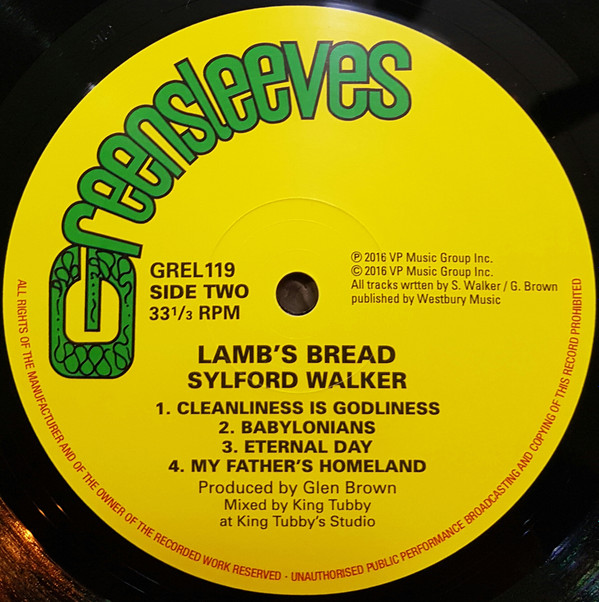 Greensleeves
GREL119
SIDE TWO
33 1/3 RPM
℗ 2016 VP Music Group Inc.
© 2016 VP Music Group Inc.
All tracks wrtten by S. Walker / G. Brown
published by Westbury Music
LAMB'S BREAD
SYLFORD WALKER
1. CLEANLINESS IS GODLINESS
2. BABYLONIANS
3. ETERNAL DAY
4. MY FATHER'S HOMELAND
Produced by Glen Brown
Mixed by King Tubby
at King Tubby's Studio
ALL RIGHTS OF THE MANUFACTURER AND OF THE OWNER OF THE RECORDED WORK RESERVED · UNAUTHORISED PUBLIC PERFORMANCE BROADCASTING AND COPYING OF THIS RECORD PROHIBITED